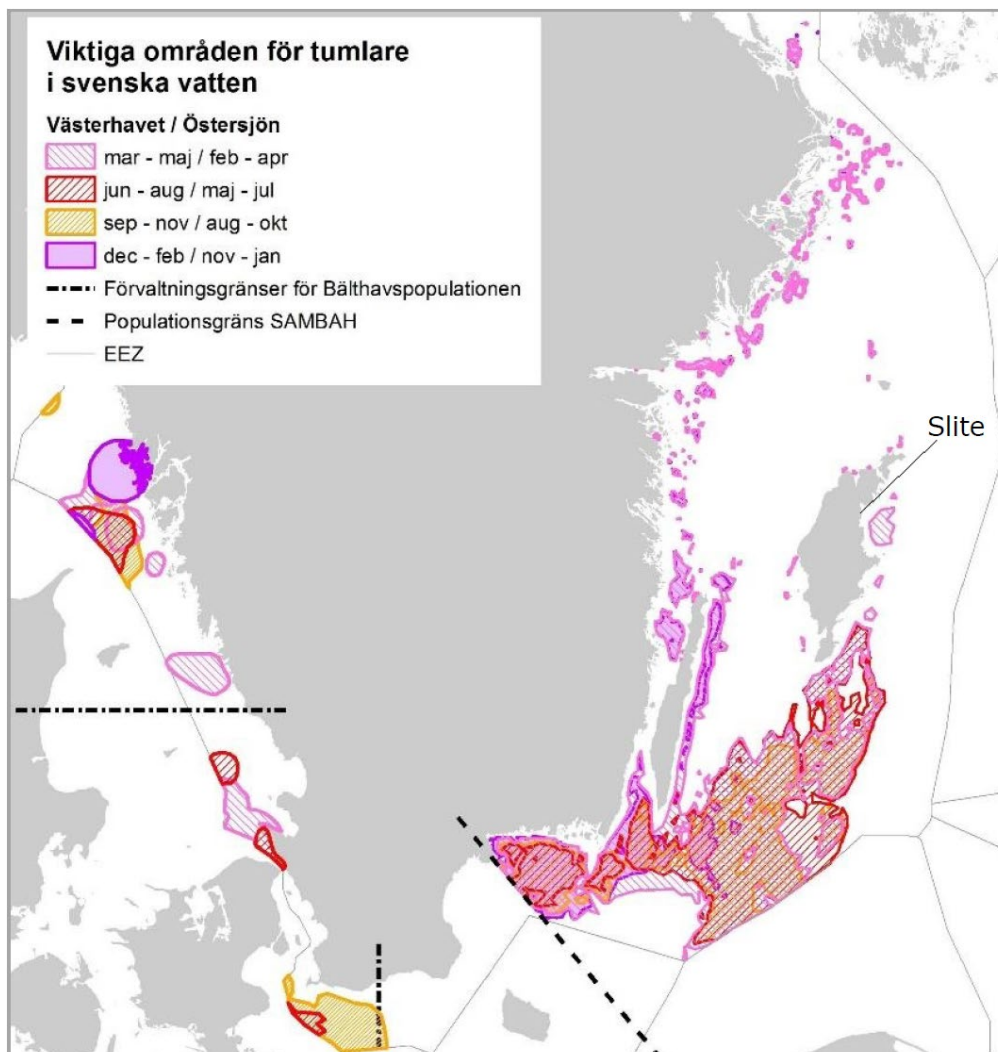 Viktiga områden för tumlare
i svenska vatten
Västerhavet / Östersjön
mar - maj / feb - apr
jun - aug / maj - jul
sep - nov / aug - okt
dec - feb / nov - jan
Förvaltningsgränser för Bälthavspopulationen
Populationsgräns SAMBAH
EEZ
Slite